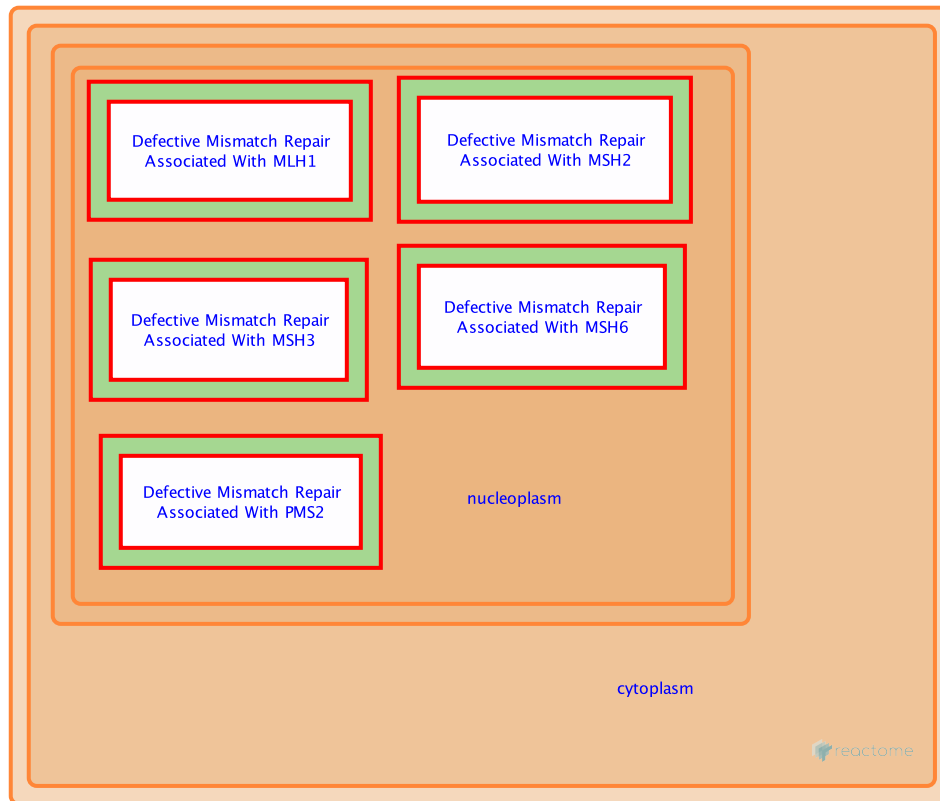 Defective Mismatch Repair
Associated With MLH1
Defective Mismatch Repair
Associated With MSH2
Defective Mismatch Repair
Associated With MSH3
Defective Mismatch Repair
Associated With MSH6
Defective Mismatch Repair
Associated With PMS2
nucleoplasm
cytoplasm
reactome